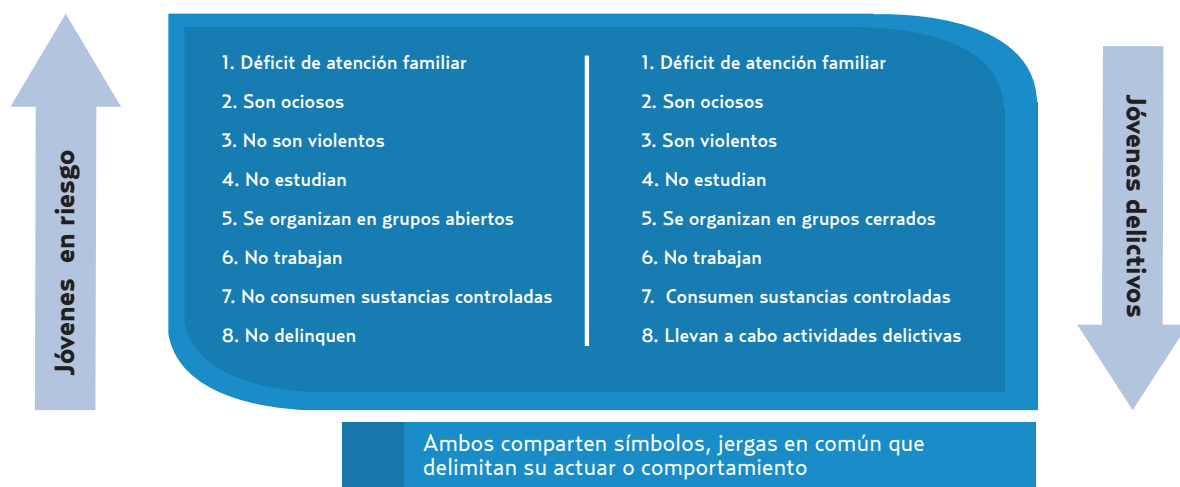 Jóvenes en riesgo
1. Déficit de atención familiar
2. Son ociosos
3. No son violentos
4. No estudian
5. Se organizan en grupos abiertos
6. No trabajan
7. No consumen sustancias controladas
8. No delinquen
1. Déficit de atención familiar
2. Son ociosos
3. Son violentos
4. No estudian
5. Se organizan en grupos cerrados
6. No trabajan
7. Consumen sustancias controladas
8. Llevan a cabo actividades delictivas
Jóvenes delictivos
Ambos comparten símbolos, jergas en común que
delimitan su actuar o comportamiento